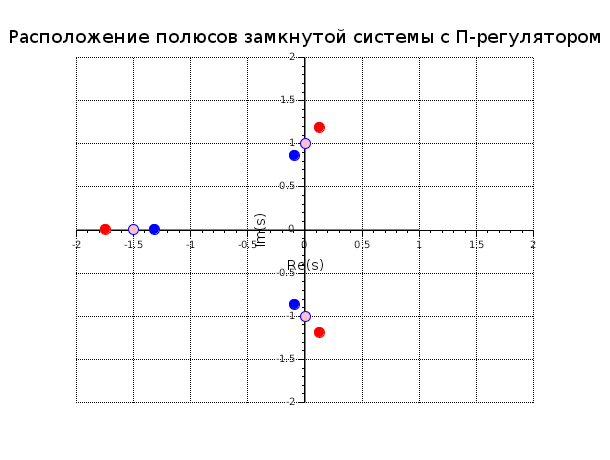 Расположение полюсов замкнутой системы с П-регулятором
2
1.5
1
0.5
0
-2 -1.5 -1 -0.5 0 0.5 1 1.5 2
Im(s)
Re(s)
-0.5
-1
-1.5
-2